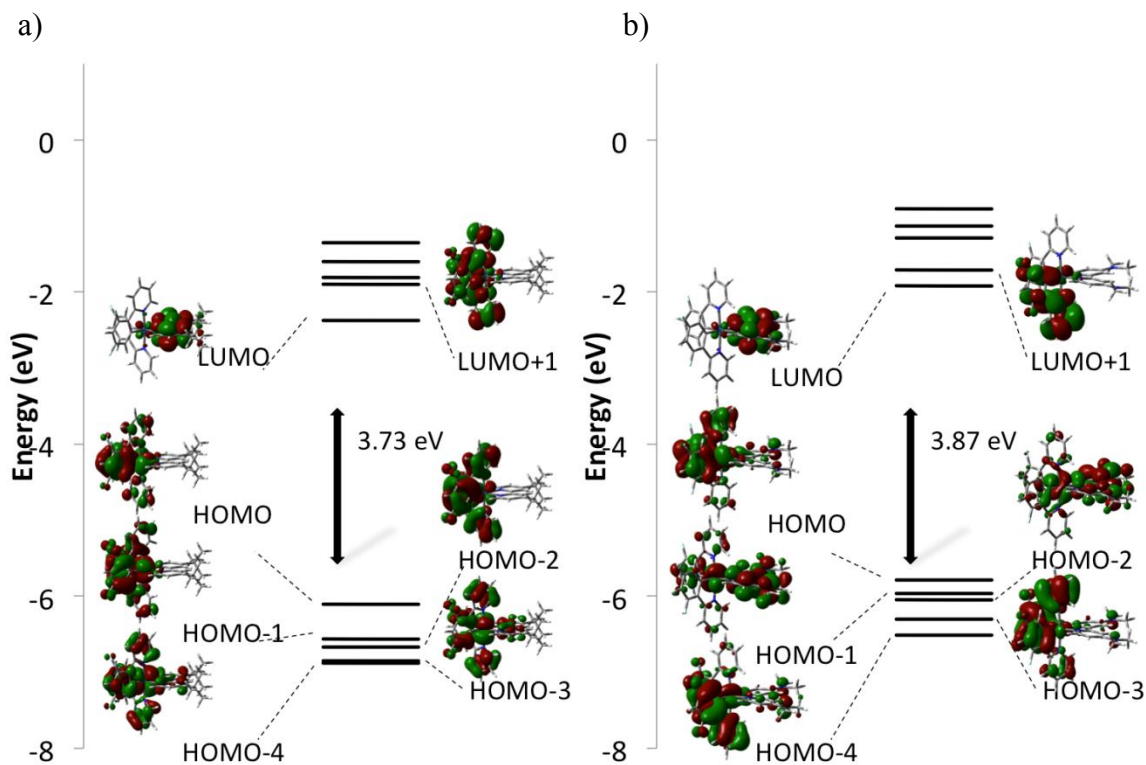 a)
Energy (eV)
0
-2
-4
-6
-8
LUMO
LUMO+1
3.73 eV
HOMO
HOMO-1
HOMO-2
HOMO-3
HOMO-4
b)
Energy (eV)
0
-2
-4
-6
-8
LUMO
LUMO+1
3.87 eV
HOMO
HOMO-1
HOMO-2
HOMO-3
HOMO-4